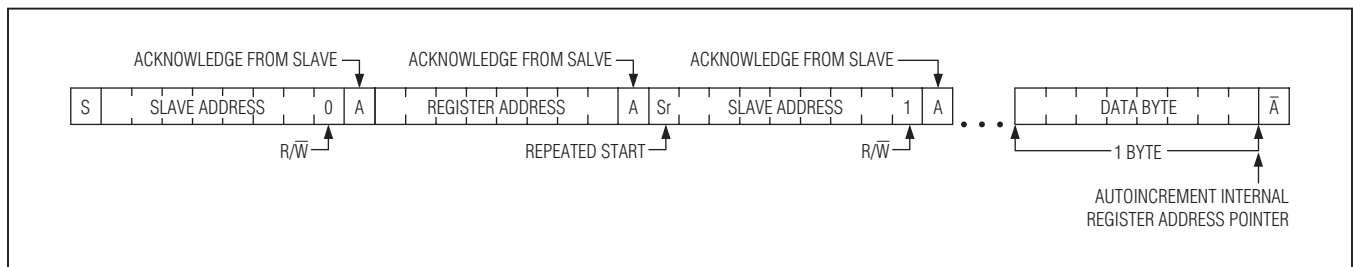 ACKNOWLEDGE FROM SLAVE
ACKNOWLEDGE FROM SALVE
ACKNOWLEDGE FROM SLAVE
S SLAVE ADDRESS 0 A REGISTER ADDRESS A Sr SLAVE ADDRESS 1 A DATA BYTE A̅
R/W̅
REPEATED START
R/W̅
1 BYTE
AUTOINCREMENT INTERNAL
REGISTER ADDRESS POINTER